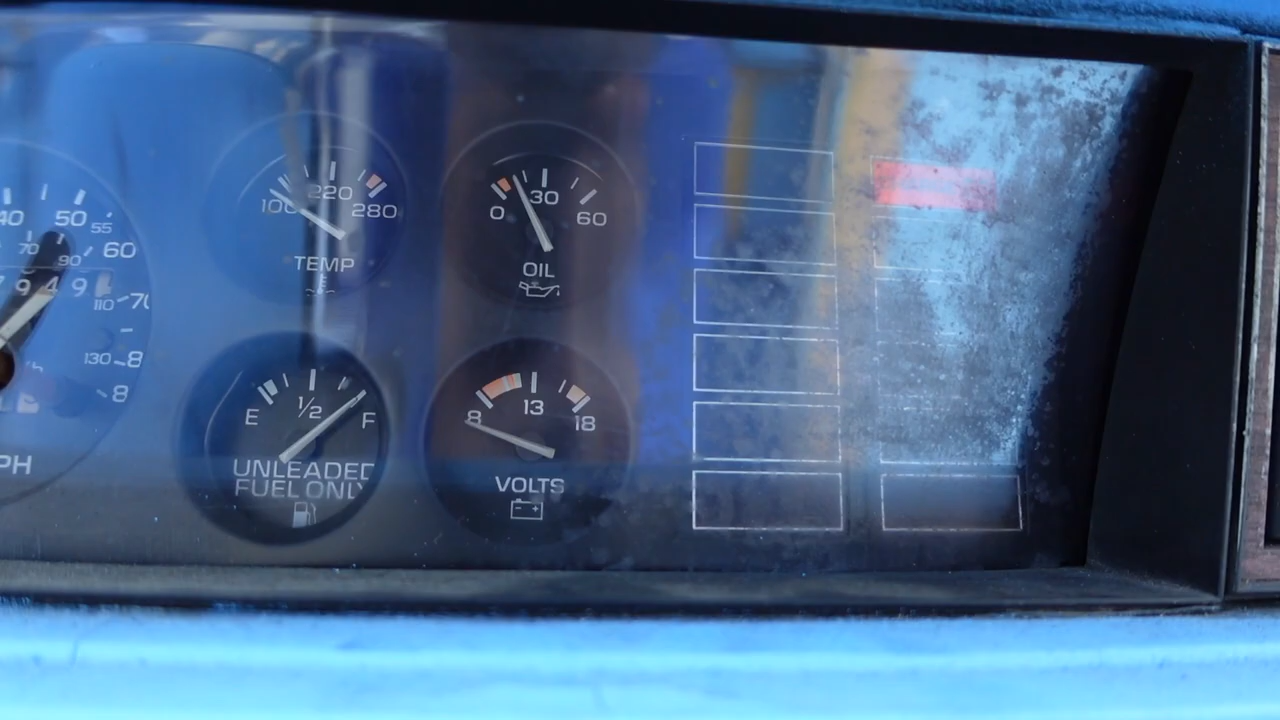 40 50 55 60
70 90
9 4 9
110 70
130 8
8
PH
100 220 280
TEMP
0 30 60
OIL
E 1/2 F
UNLEADED
FUEL ONLY
8 13 18
VOLTS
- +